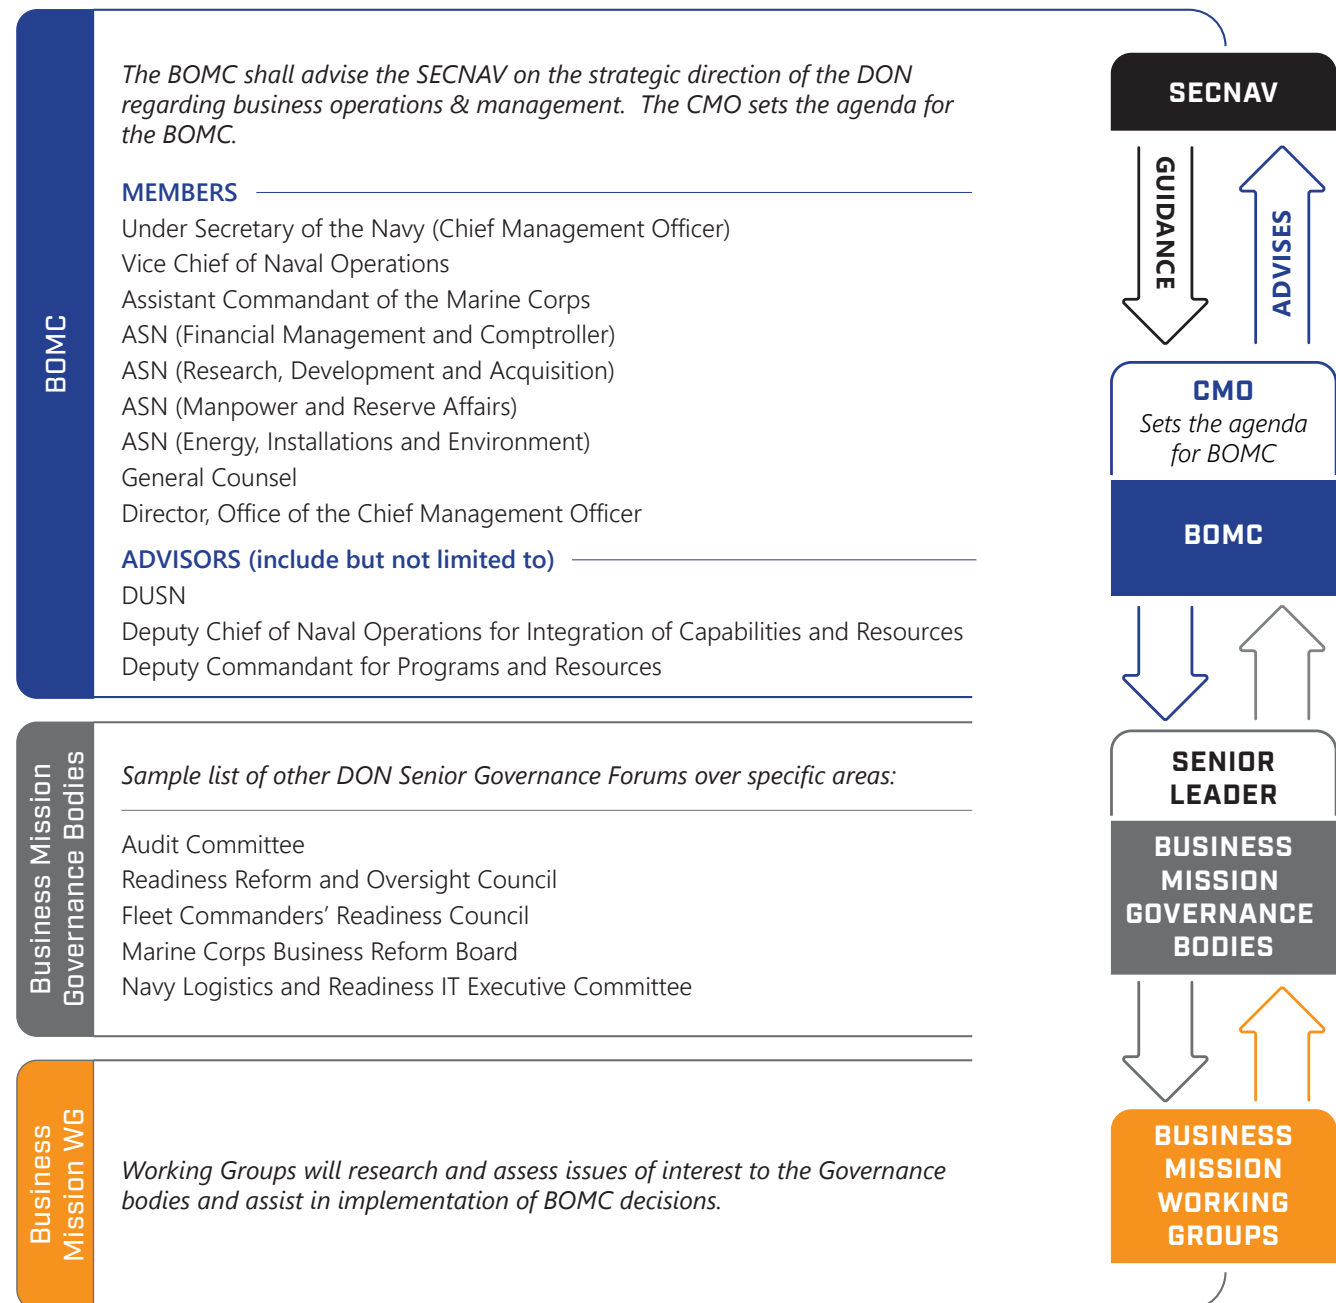 BOMC
The BOMC shall advise the SECNAV on the strategic direction of the DON
regarding business operations & management.  The CMO sets the agenda for
the BOMC.
MEMBERS
Under Secretary of the Navy (Chief Management Officer)
Vice Chief of Naval Operations
Assistant Commandant of the Marine Corps
ASN (Financial Management and Comptroller)
ASN (Research, Development and Acquisition)
ASN (Manpower and Reserve Affairs)
ASN (Energy, Installations and Environment)
General Counsel
Director, Office of the Chief Management Officer
ADVISORS (include but not limited to)
DUSN
Deputy Chief of Naval Operations for Integration of Capabilities and Resources
Deputy Commandant for Programs and Resources
Business Mission
Governance Bodies
Sample list of other DON Senior Governance Forums over specific areas:
Audit Committee
Readiness Reform and Oversight Council
Fleet Commanders’ Readiness Council
Marine Corps Business Reform Board
Navy Logistics and Readiness IT Executive Committee
Business
Mission WG
Working Groups will research and assess issues of interest to the Governance
bodies and assist in implementation of BOMC decisions.
SECNAV
GUIDANCE
ADVISES
CMO
Sets the agenda
for BOMC
BOMC
SENIOR
LEADER
BUSINESS
MISSION
GOVERNANCE
BODIES
BUSINESS
MISSION
WORKING
GROUPS